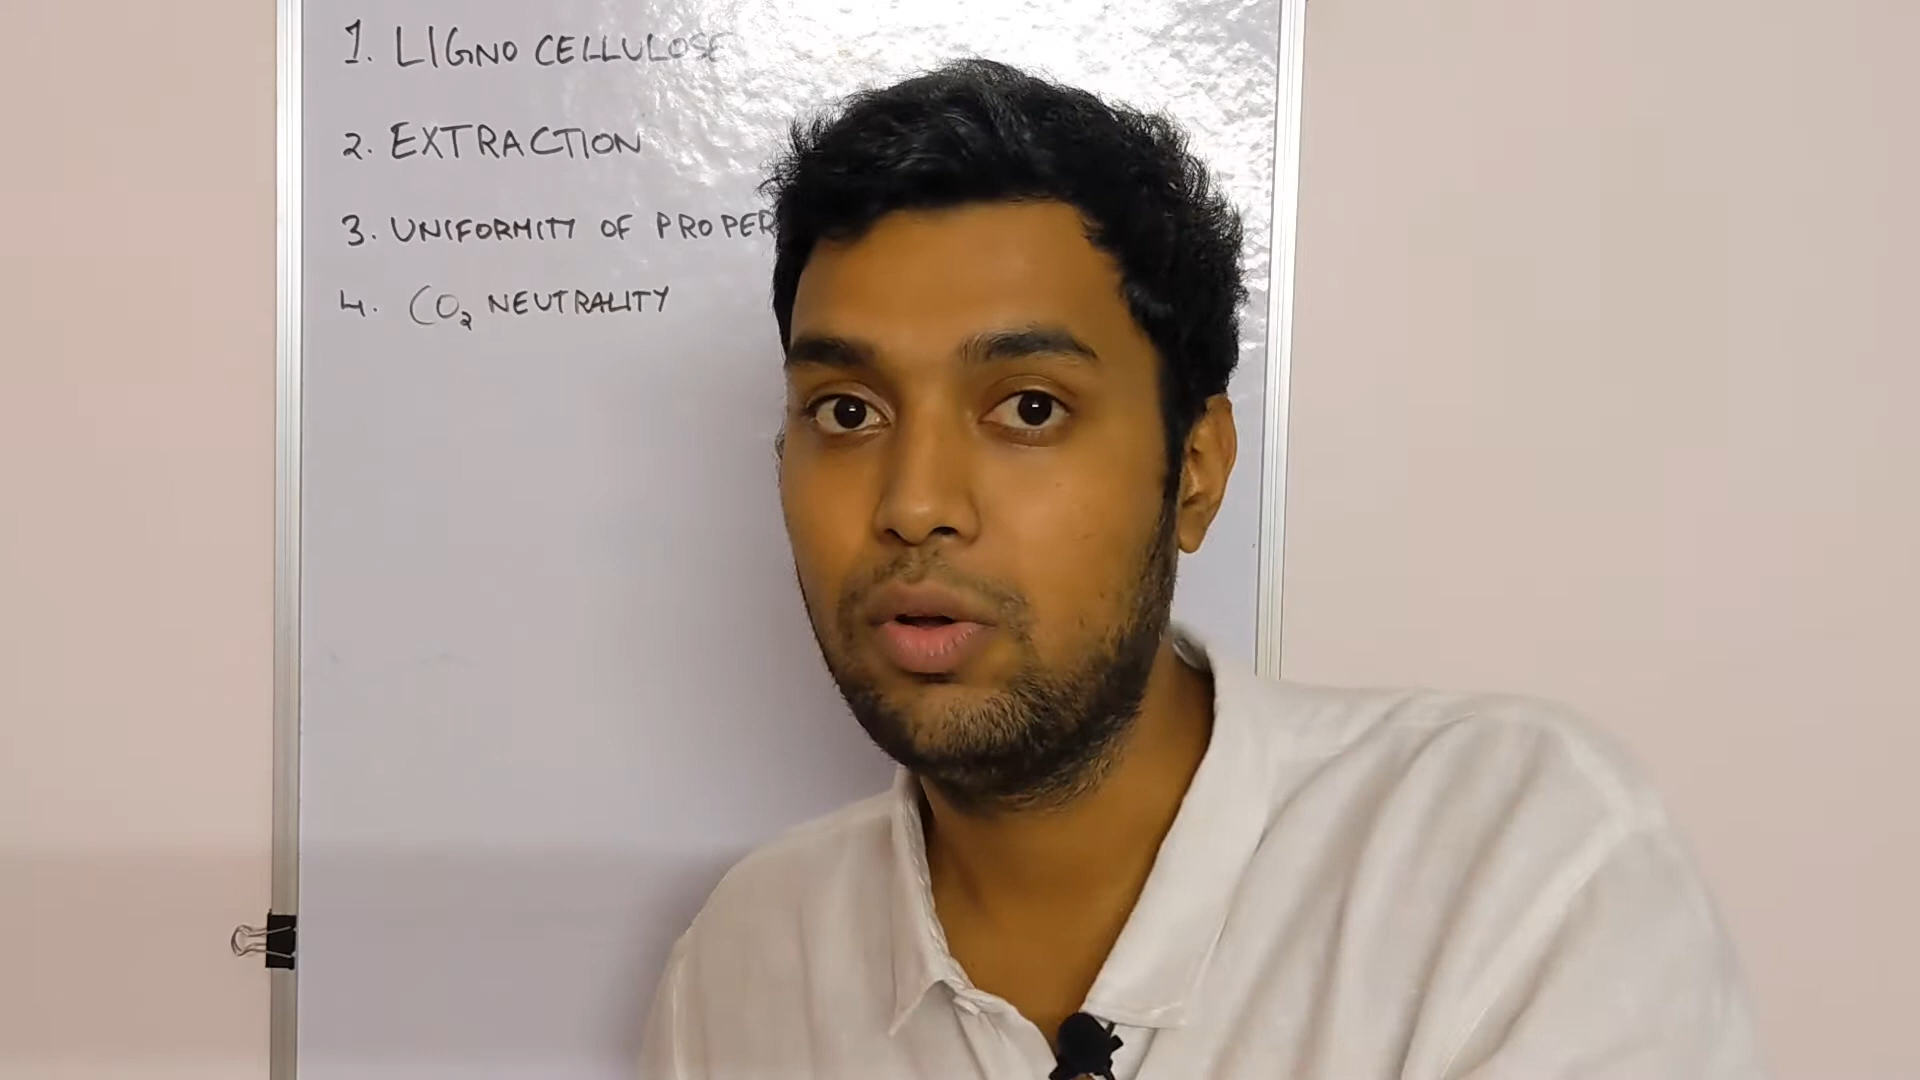 1. LIGNO CELLULOSE
2. EXTRACTION
3. UNIFORMITY OF PROPER
4. CO₂ NEUTRALITY